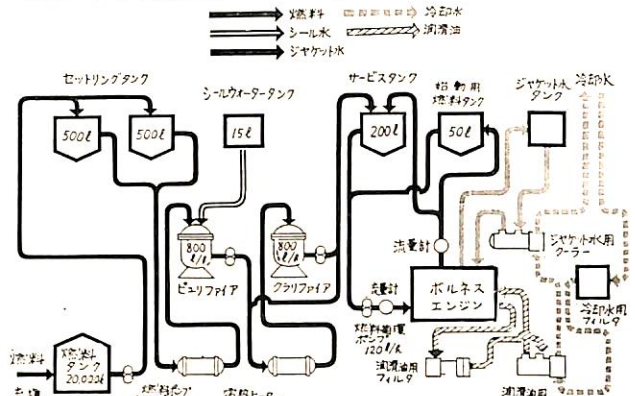 燃料
シール水
ジャケット水
冷却水
潤滑油
セットリングタンク
シールウォータータンク
サービスタンク
始動用
燃料タンク
ジャケット水
タンク
冷却水
500ℓ
500ℓ
15ℓ
200ℓ
50ℓ
800
ℓ/h
ピュリファイア
800
ℓ/h
クラリファイア
流量計
流量計
ボルネス
エンジン
ジャケット水用
クーラー
冷却水用
フィルタ
燃料循環
ポンプ
120ℓ/h
潤滑油用
フィルタ
潤滑油用
燃料
燃料
タンク
20,000ℓ